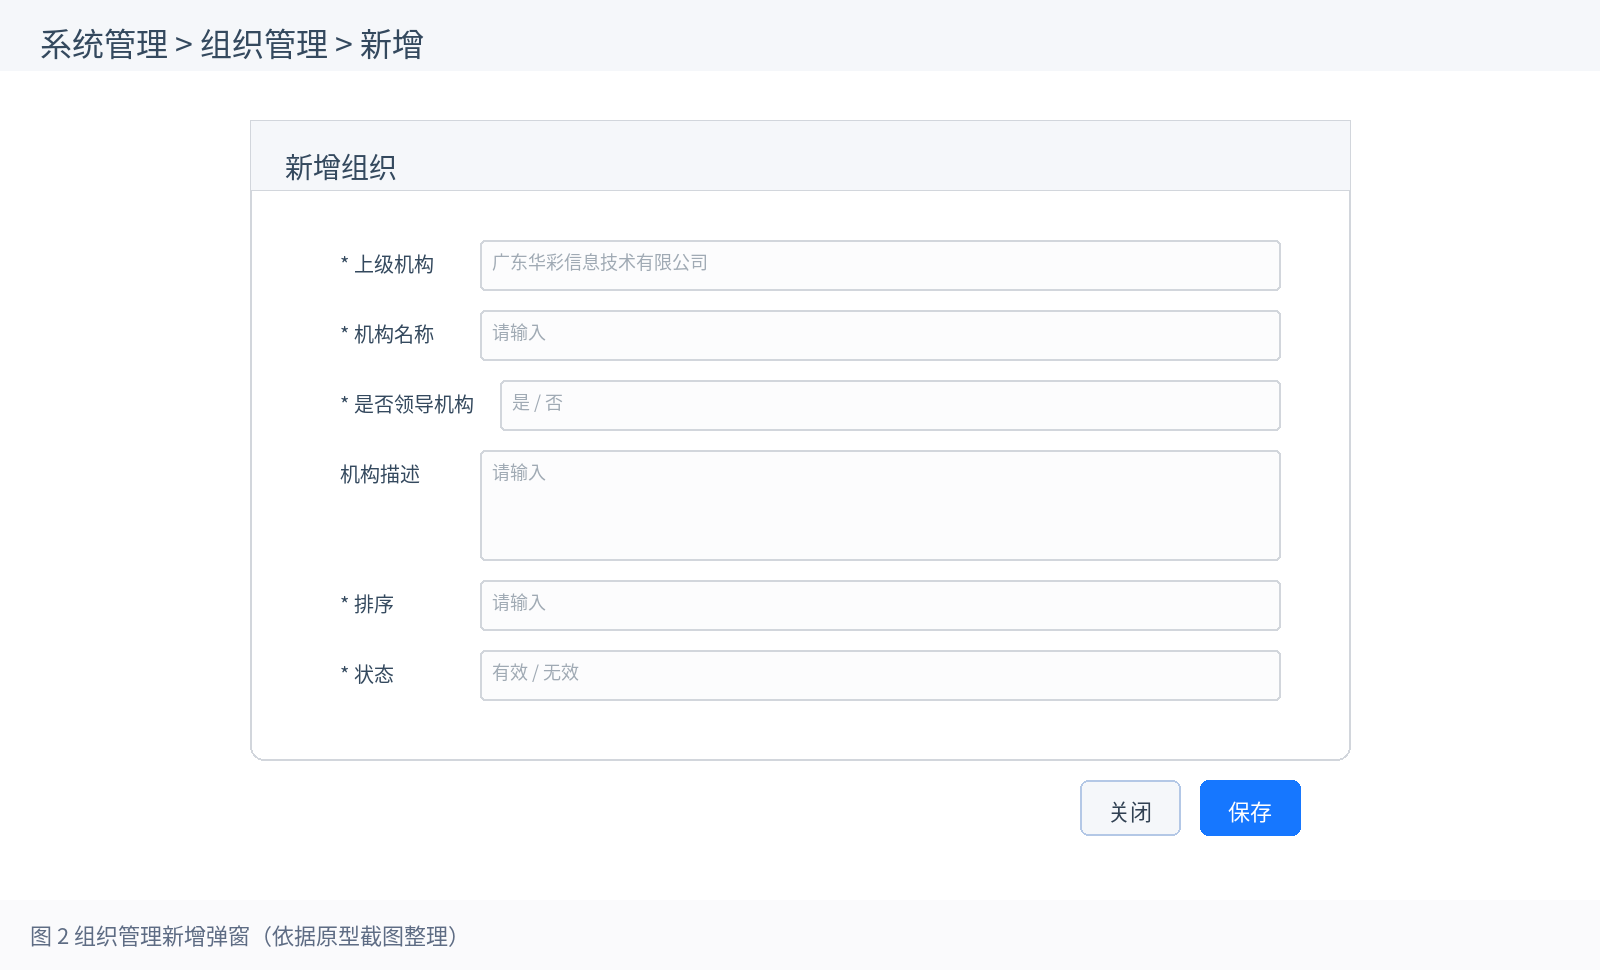 系统管理 > 组织管理 > 新增
新增组织
* 上级机构 广东华彩信息技术有限公司
* 机构名称 请输入
* 是否领导机构 是 / 否
机构描述 请输入
* 排序 请输入
* 状态 有效 / 无效
关闭 保存
图 2 组织管理新增弹窗（依据原型截图整理）